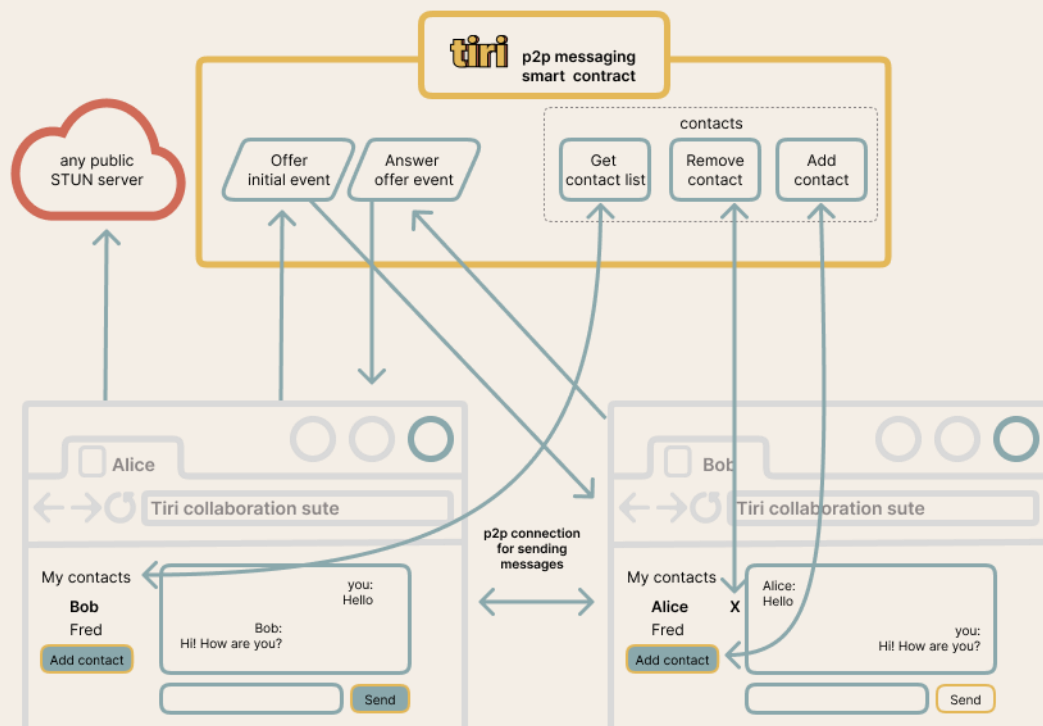 tiri
p2p messaging
smart contract
any public
STUN server
Offer
initial event
Answer
offer event
contacts
Get
contact list
Remove
contact
Add
contact
Alice
Tiri collaboration sute
My contacts
Bob
Fred
Add contact
you:
Hello
Bob:
Hi! How are you?
Send
p2p connection
for sending
messages
Bob
Tiri collaboration sute
My contacts
Alice X
Fred
Add contact
Alice:
Hello
you:
Hi! How are you?
Send